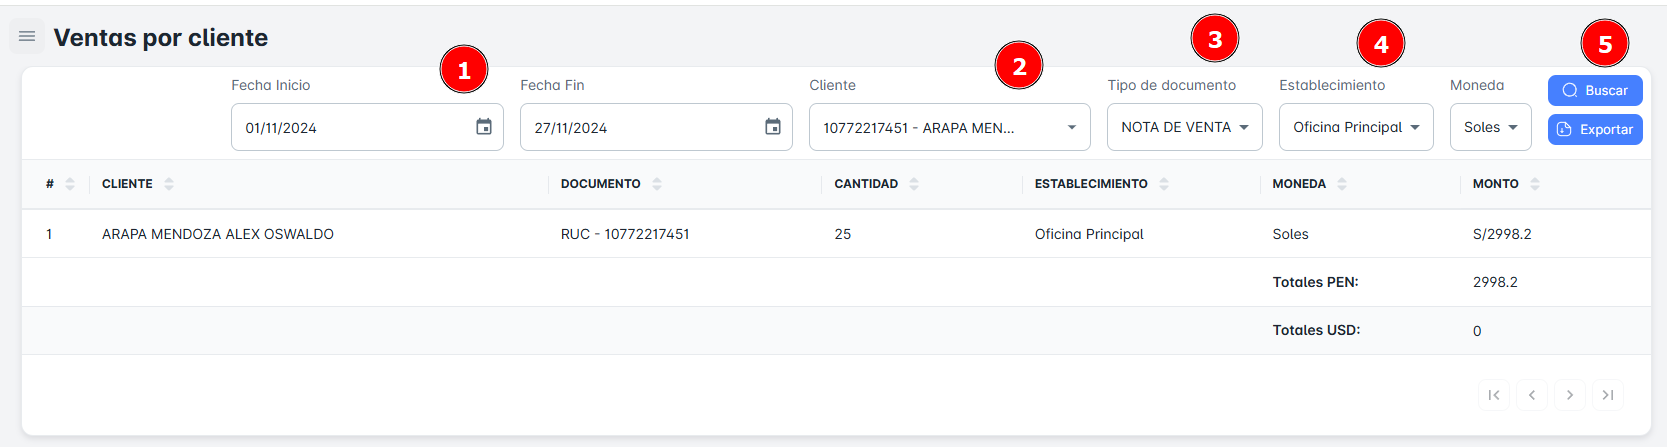 Ventas por cliente
1 2 3 4 5
Fecha Inicio Fecha Fin Cliente Tipo de documento Establecimiento Moneda
01/11/2024 27/11/2024 10772217451 - ARAPA MEN... NOTA DE VENTA Oficina Principal Soles
Buscar
Exportar
# CLIENTE DOCUMENTO CANTIDAD ESTABLECIMIENTO MONEDA MONTO
1 ARAPA MENDOZA ALEX OSWALDO RUC - 10772217451 25 Oficina Principal Soles S/2998.2
Totales PEN: 2998.2
Totales USD: 0